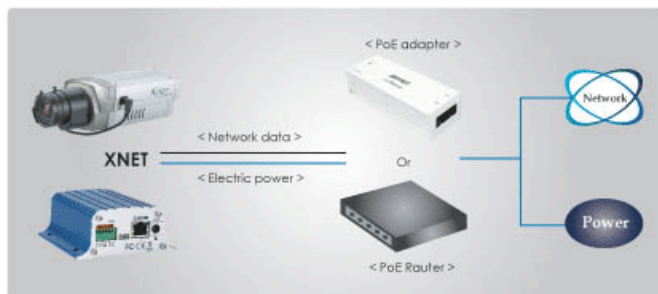 < PoE adapter >
Network
< Network data >
XNET
Or
< Electric power >
Power
< PoE Rauter >